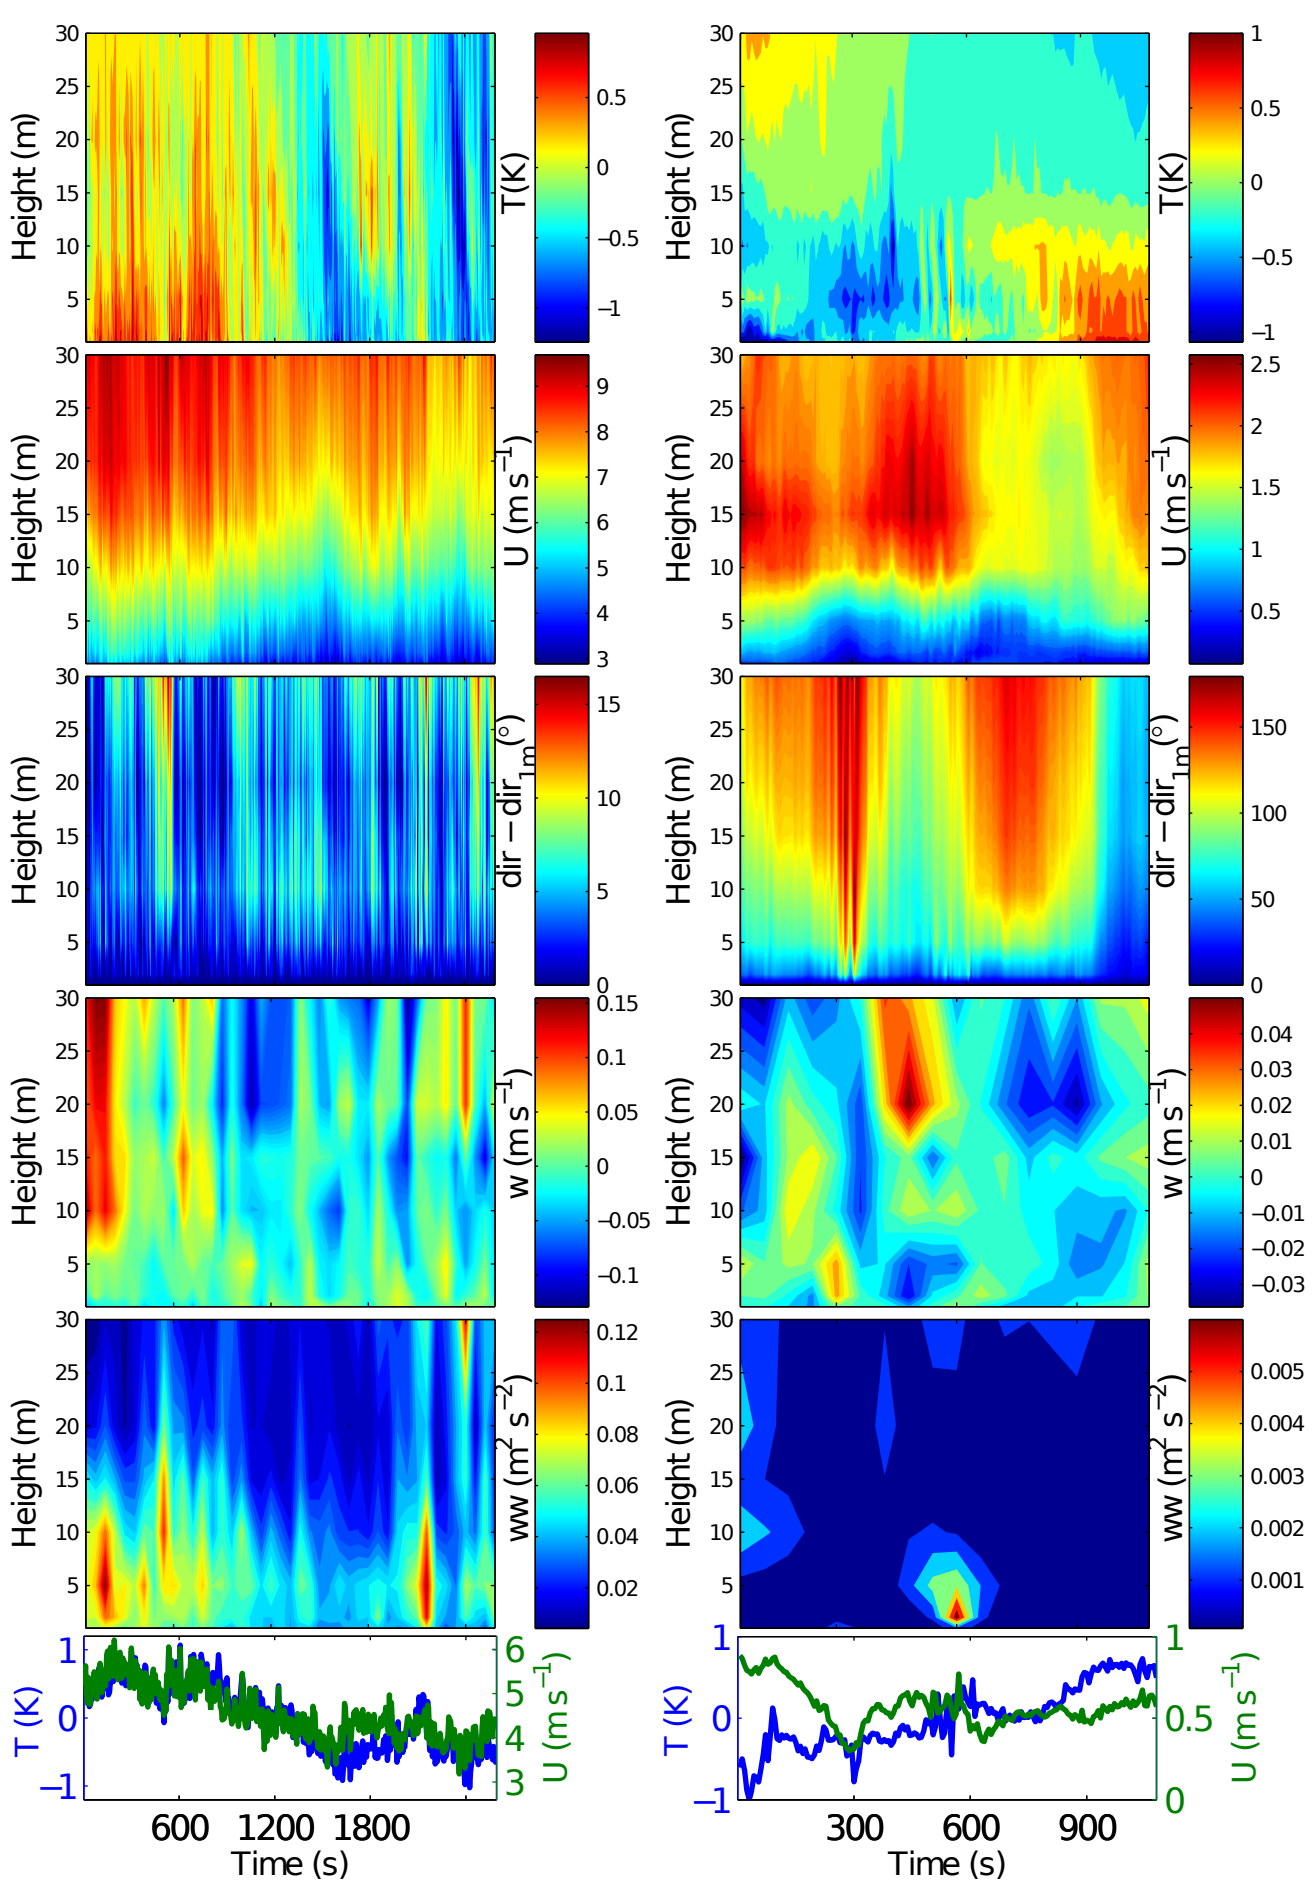 30 25 20 15 10 5
Height (m)
0.5 0 −0.5 −1
T(K)
30 25 20 15 10 5
Height (m)
1 0.5 0 −0.5 −1
T(K)
30 25 20 15 10 5
Height (m)
9 8 7 6 5 4 3
U (m s−1)
30 25 20 15 10 5
Height (m)
2.5 2 1.5 1 0.5
U (m s−1)
30 25 20 15 10 5
Height (m)
15 10 5 0
dir − dir1m(°)
30 25 20 15 10 5
Height (m)
150 100 50 0
dir − dir1m(°)
30 25 20 15 10 5
Height (m)
0.15 0.1 0.05 0 −0.05 −0.1
w (m s−1)
30 25 20 15 10 5
Height (m)
0.04 0.03 0.02 0.01 0 −0.01 −0.02 −0.03
w (m s−1)
30 25 20 15 10 5
Height (m)
0.12 0.1 0.08 0.06 0.04 0.02
ww (m2 s−2)
30 25 20 15 10 5
Height (m)
0.005 0.004 0.003 0.002 0.001
ww (m2 s−2)
1 0 −1
T (K)
6 5 4 3
U (m s−1)
600 1200 1800
Time (s)
1 0 −1
T (K)
1 0.5 0
U (m s−1)
300 600 900
Time (s)